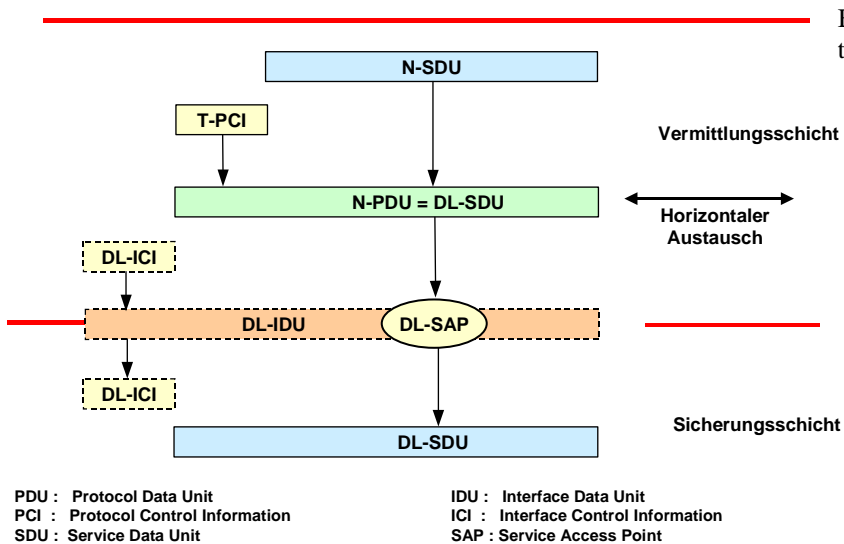 N-SDU
T-PCI
Vermittlungsschicht
N-PDU = DL-SDU
Horizontaler
Austausch
DL-ICI
DL-IDU
DL-SAP
DL-ICI
Sicherungsschicht
DL-SDU
PDU : Protocol Data Unit
PCI : Protocol Control Information
SDU : Service Data Unit
IDU : Interface Data Unit
ICI : Interface Control Information
SAP : Service Access Point